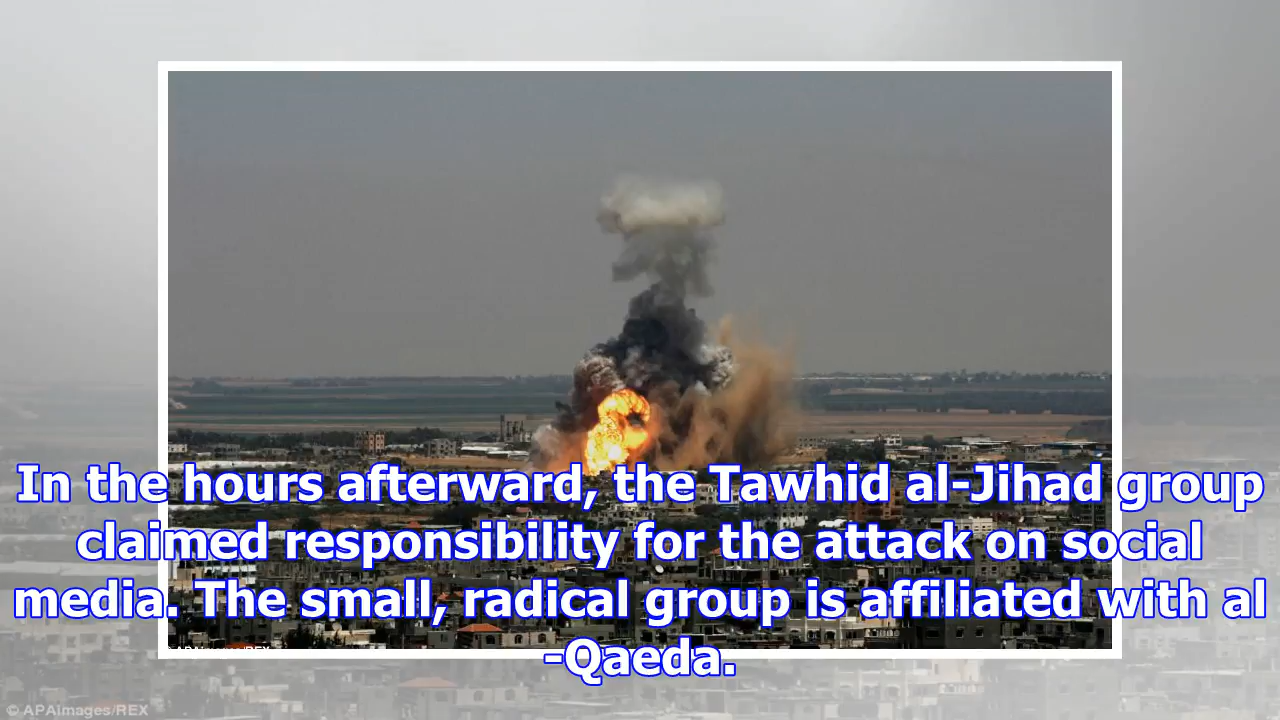 In the hours afterward, the Tawhid al-Jihad group
claimed responsibility for the attack on social
media. The small, radical group is affiliated with al
-Qaeda.
© APAImages/REX